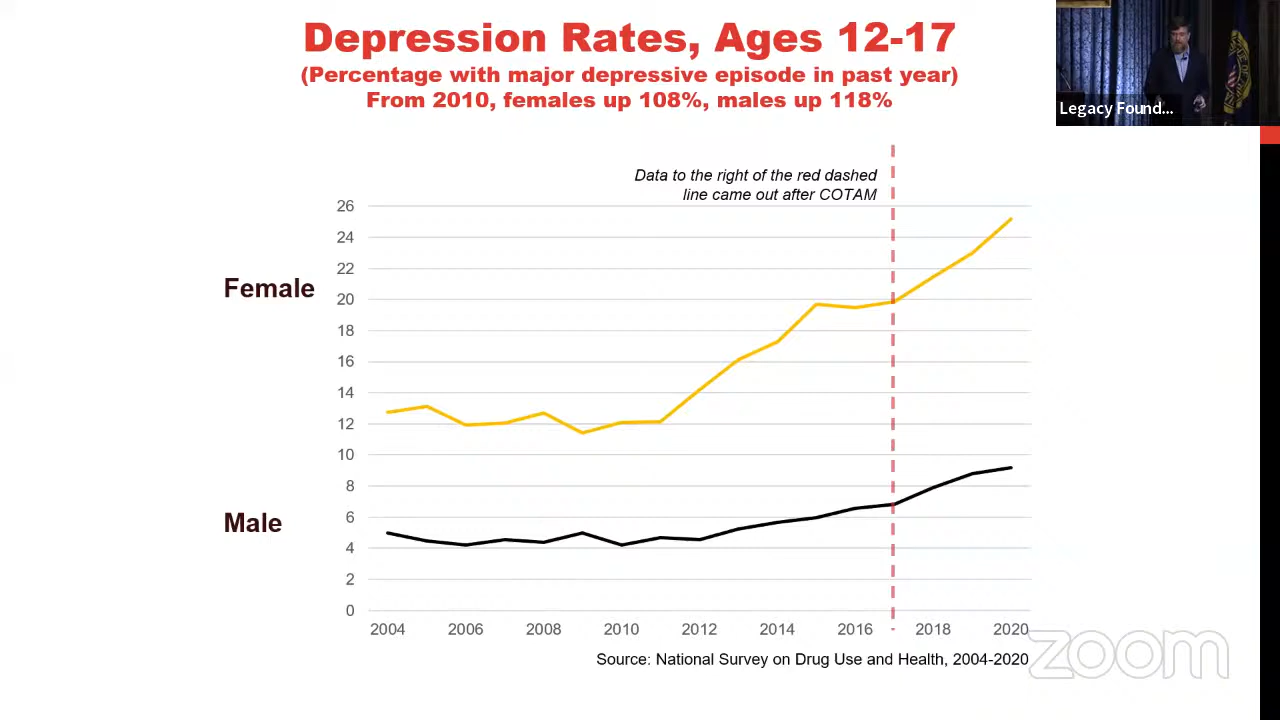 Depression Rates, Ages 12-17
(Percentage with major depressive episode in past year)
From 2010, females up 108%, males up 118%
Legacy Found...
Data to the right of the red dashed
line came out after COTAM
26
24
22
20
18
16
14
12
10
8
6
4
2
0
Female
Male
2004 2006 2008 2010 2012 2014 2016 2018 2020
Source: National Survey on Drug Use and Health, 2004-2020
zoom